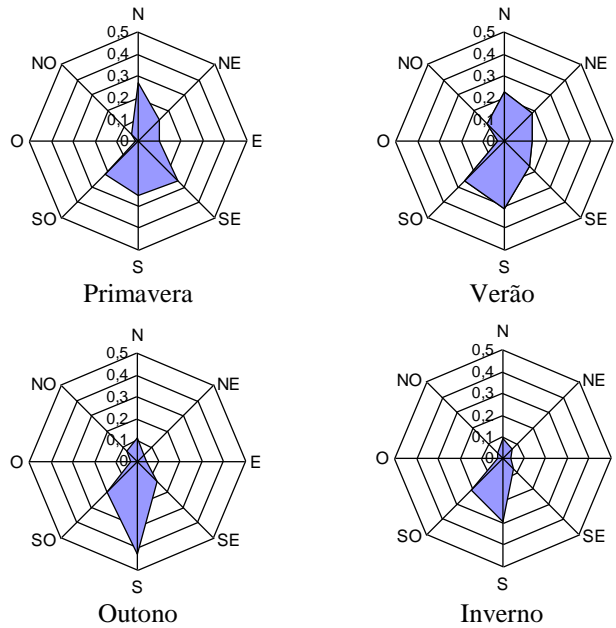 N
0,5
NO 0,4 NE
0,3
0,2
0,1
O 0 E
SO SE
S
Primavera
N
0,5
NO 0,4 NE
0,3
0,2
0,1
O 0
SO SE
S
Verão
N
0,5
NO 0,4 NE
0,3
0,2
0,1
O 0 E
SO SE
S
Outono
N
0,5
NO 0,4 NE
0,3
0,2
0,1
O 0
SO SE
S
Inverno